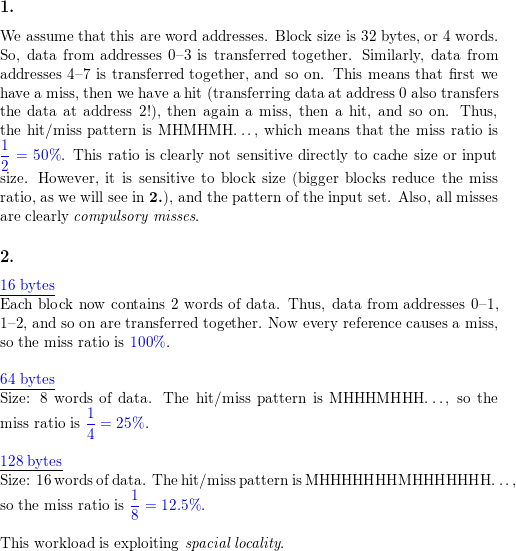 1.
We assume that this are word addresses. Block size is 32 bytes, or 4 words.
So, data from addresses 0–3 is transferred together. Similarly, data from
addresses 4–7 is transferred together, and so on. This means that first we
have a miss, then we have a hit (transferring data at address 0 also transfers
the data at address 2!), then again a miss, then a hit, and so on. Thus,
the hit/miss pattern is MHMHMH…, which means that the miss ratio is
1/2 = 50%. This ratio is clearly not sensitive directly to cache size or input
size. However, it is sensitive to block size (bigger blocks reduce the miss
ratio, as we will see in 2.), and the pattern of the input set. Also, all misses
are clearly compulsory misses.
2.
16 bytes
Each block now contains 2 words of data. Thus, data from addresses 0–1,
1–2, and so on are transferred together. Now every reference causes a miss,
so the miss ratio is 100%.
64 bytes
Size: 8 words of data. The hit/miss pattern is MHHHMHHH…, so the
miss ratio is 1/4 = 25%.
128 bytes
Size: 16 words of data. The hit/miss pattern is MHHHHHHHMHHHHHHH…,
so the miss ratio is 1/8 = 12.5%.
This workload is exploiting spacial locality.